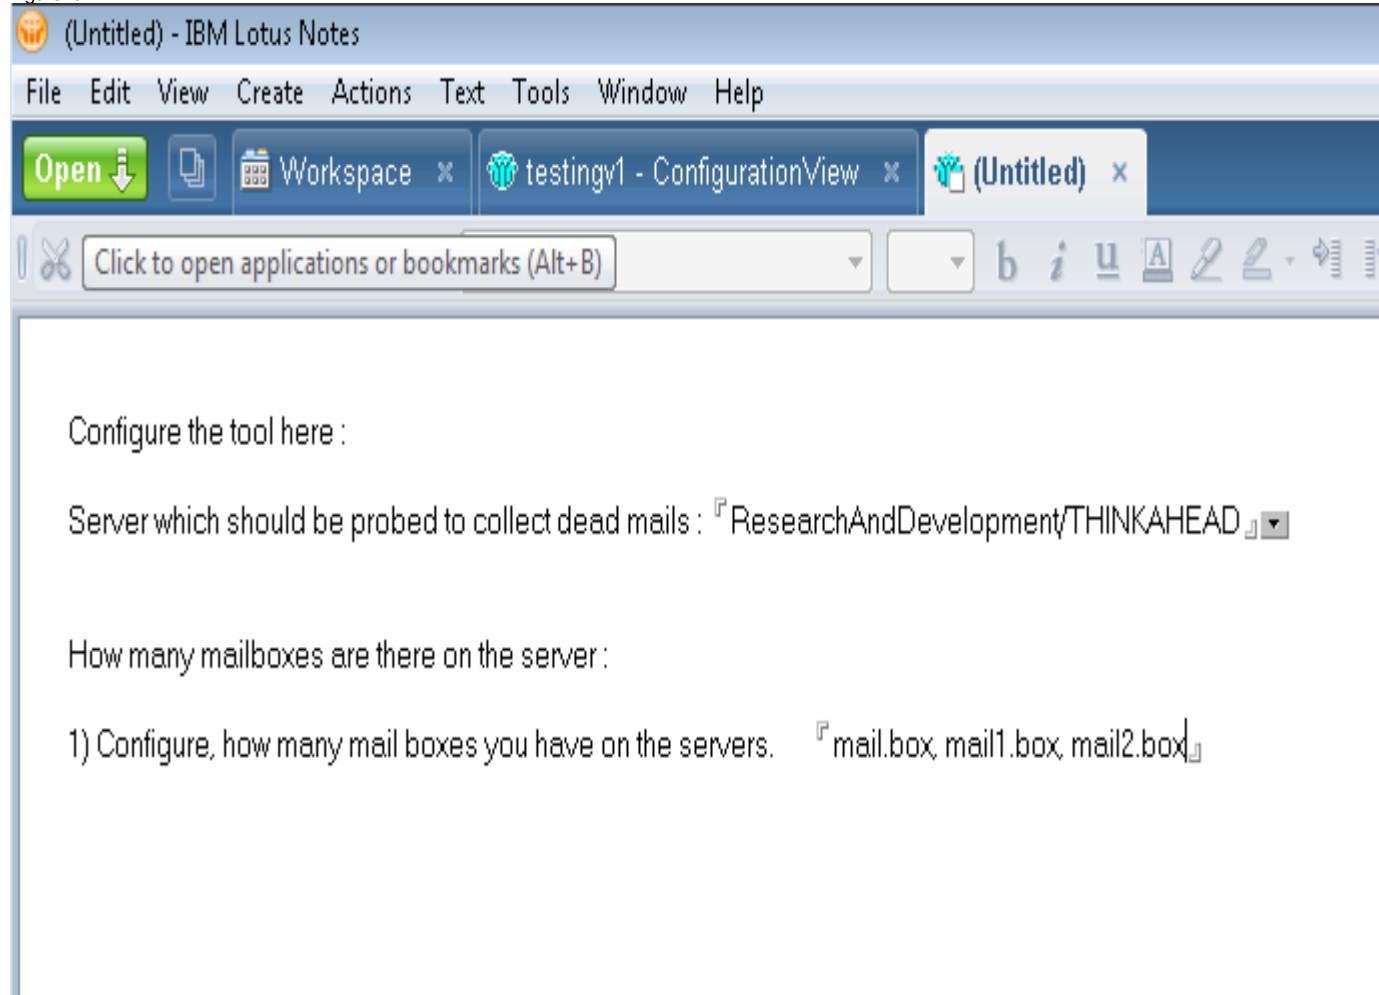 (Untitled) - IBM Lotus Notes
File Edit View Create Actions Text Tools Window Help
Open Workspace testingv1 - ConfigurationView (Untitled)
Click to open applications or bookmarks (Alt+B) b i u A
Configure the tool here :
Server which should be probed to collect dead mails : ResearchAndDevelopment/THINKAHEAD
How many mailboxes are there on the server :
1) Configure, how many mail boxes you have on the servers. mail.box, mail1.box, mail2.box